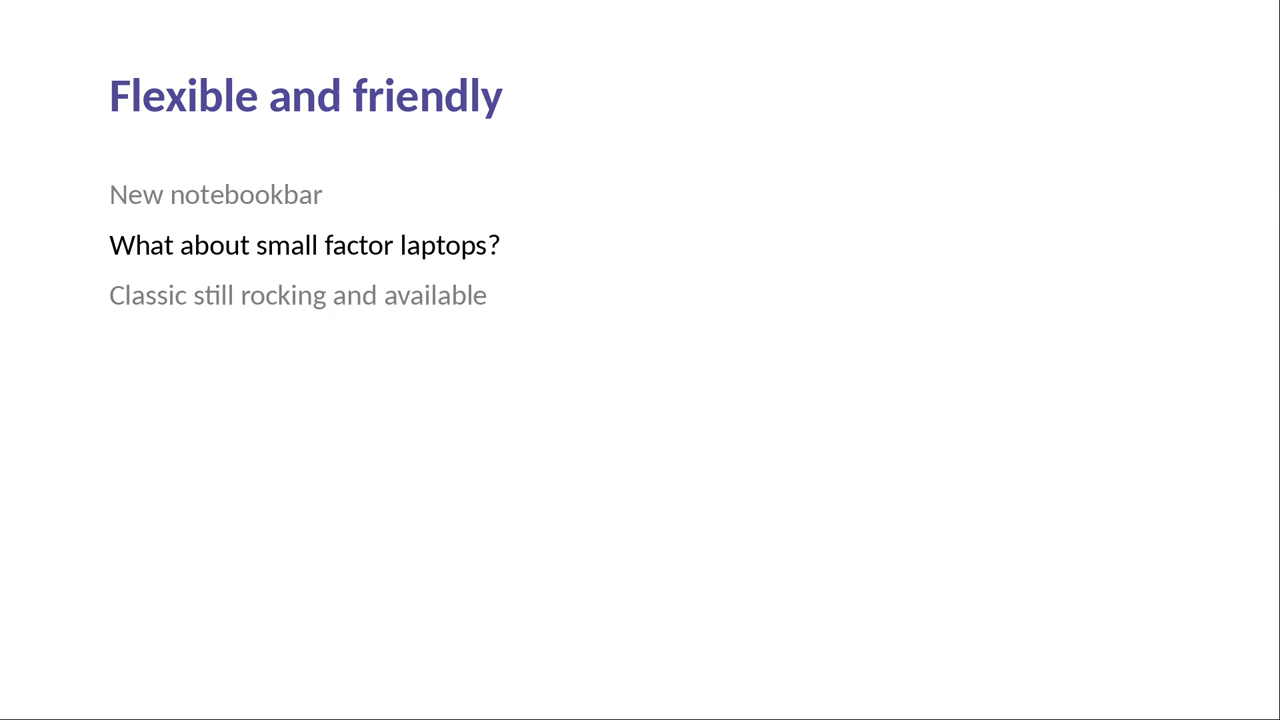 Flexible and friendly
New notebookbar
What about small factor laptops?
Classic still rocking and available